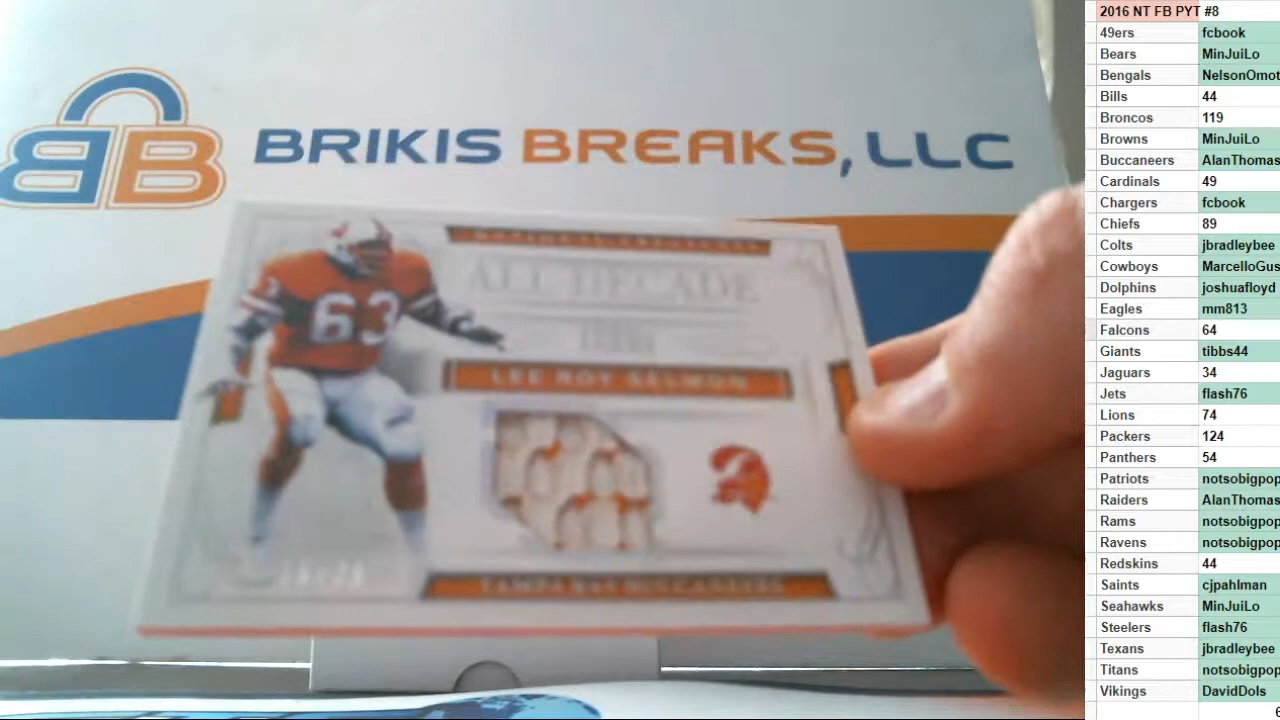 BB
BRIKIS BREAKS, LLC
NATIONAL TREASURES
ALL DECADE
63
LEE ROY SELMON
TAMPA BAY BUCCANEERS
2016 NT FB PYT #8
49ers fcbook
Bears MinJuiLo
Bengals NelsonOmot
Bills 44
Broncos 119
Browns MinJuiLo
Buccaneers AlanThomas
Cardinals 49
Chargers fcbook
Chiefs 89
Colts jbradleybee
Cowboys MarcelloGus
Dolphins joshuafloyd
Eagles mm813
Falcons 64
Giants tibbs44
Jaguars 34
Jets flash76
Lions 74
Packers 124
Panthers 54
Patriots notsobigpop
Raiders AlanThomas
Rams notsobigpop
Ravens notsobigpop
Redskins 44
Saints cjpahlman
Seahawks MinJuiLo
Steelers flash76
Texans jbradleybee
Titans notsobigpop
Vikings DavidDols
6